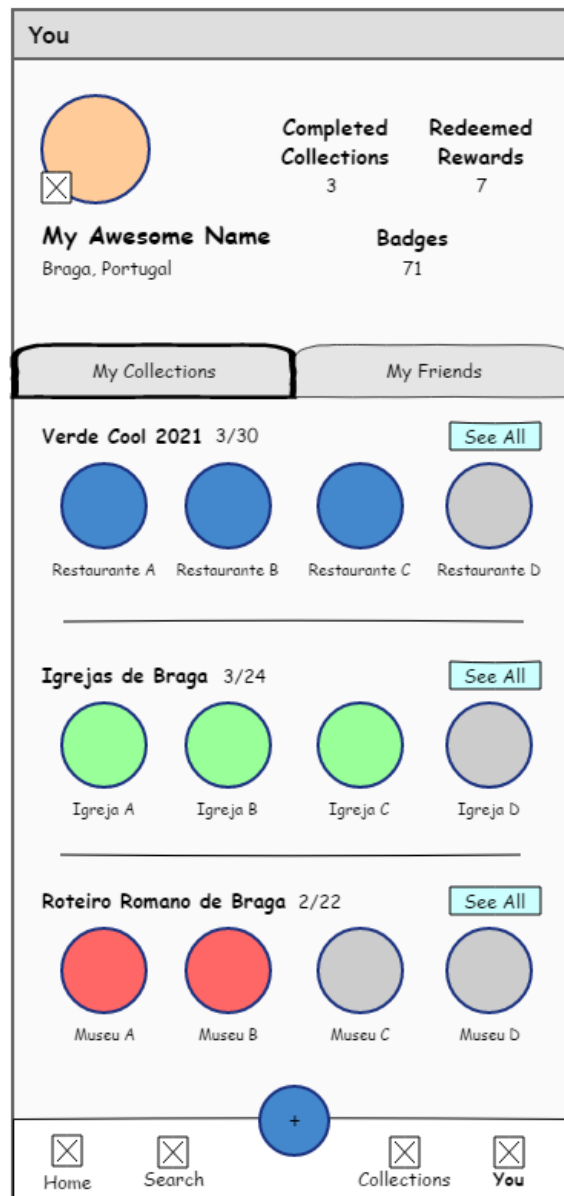 You
Completed Collections
3
Redeemed Rewards
7
My Awesome Name
Braga, Portugal
Badges
71
My Collections
My Friends
Verde Cool 2021 3/30
See All
Restaurante A
Restaurante B
Restaurante C
Restaurante D
Igrejas de Braga 3/24
See All
Igreja A
Igreja B
Igreja C
Igreja D
Roteiro Romano de Braga 2/22
See All
Museu A
Museu B
Museu C
Museu D
+
Home
Search
Collections
You